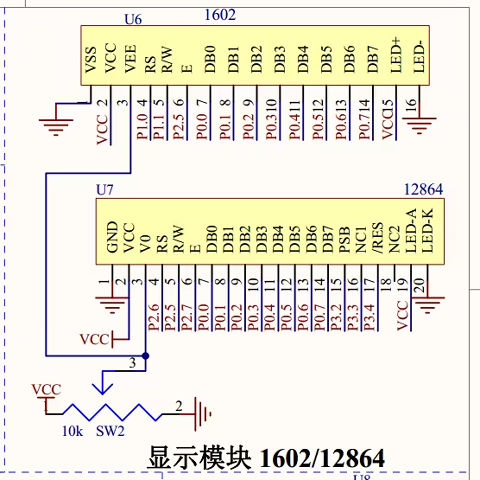 U6 1602
VSS VCC VEE RS R/W E DB0 DB1 DB2 DB3 DB4 DB5 DB6 DB7 LED+ LED-
1 2 3 4 5 6 7 8 9 10 11 12 13 14 15 16
VCC P1.0 P1.1 P2.5 P0.0 P0.1 P0.2 P0.3 P0.4 P0.5 P0.6 P0.7 VCC
U7 12864
GND VCC V0 RS R/W E DB0 DB1 DB2 DB3 DB4 DB5 DB6 DB7 PSB NC1 /RES NC2 LED-A LED-K
1 2 3 4 5 6 7 8 9 10 11 12 13 14 15 16 17 18 19 20
P2.6 P2.5 P2.7 P0.0 P0.1 P0.2 P0.3 P0.4 P0.5 P0.6 P0.7 P3.2 P3.3 P3.4 VCC
VCC
3
VCC
1 2
10k SW2
显示模块 1602/12864
U8